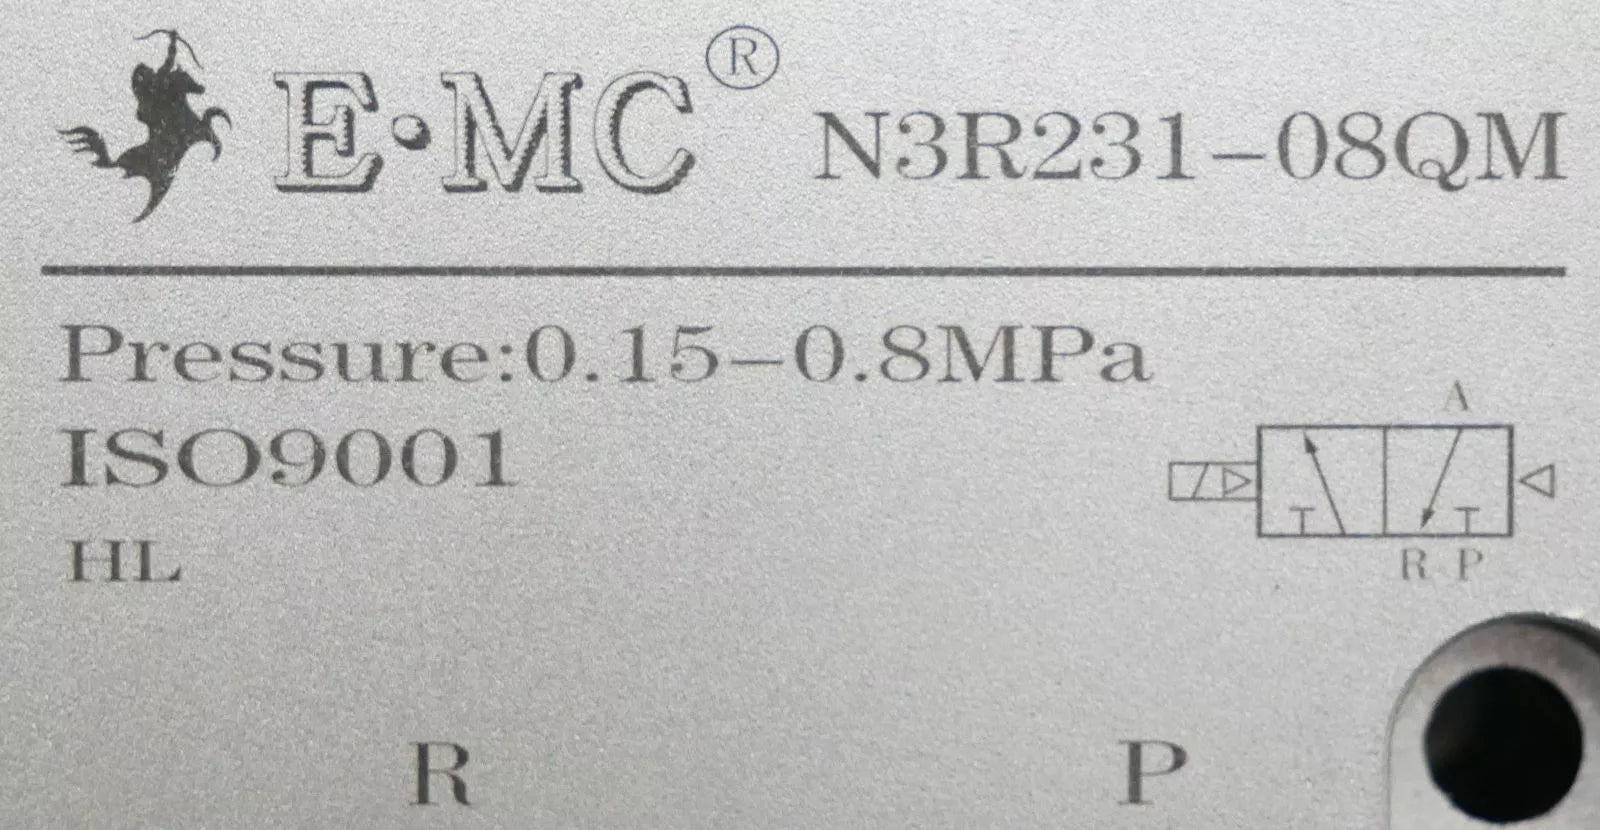 E·MC® N3R231-08QM
Pressure:0.15-0.8MPa
ISO9001
HL
A
R P
R P